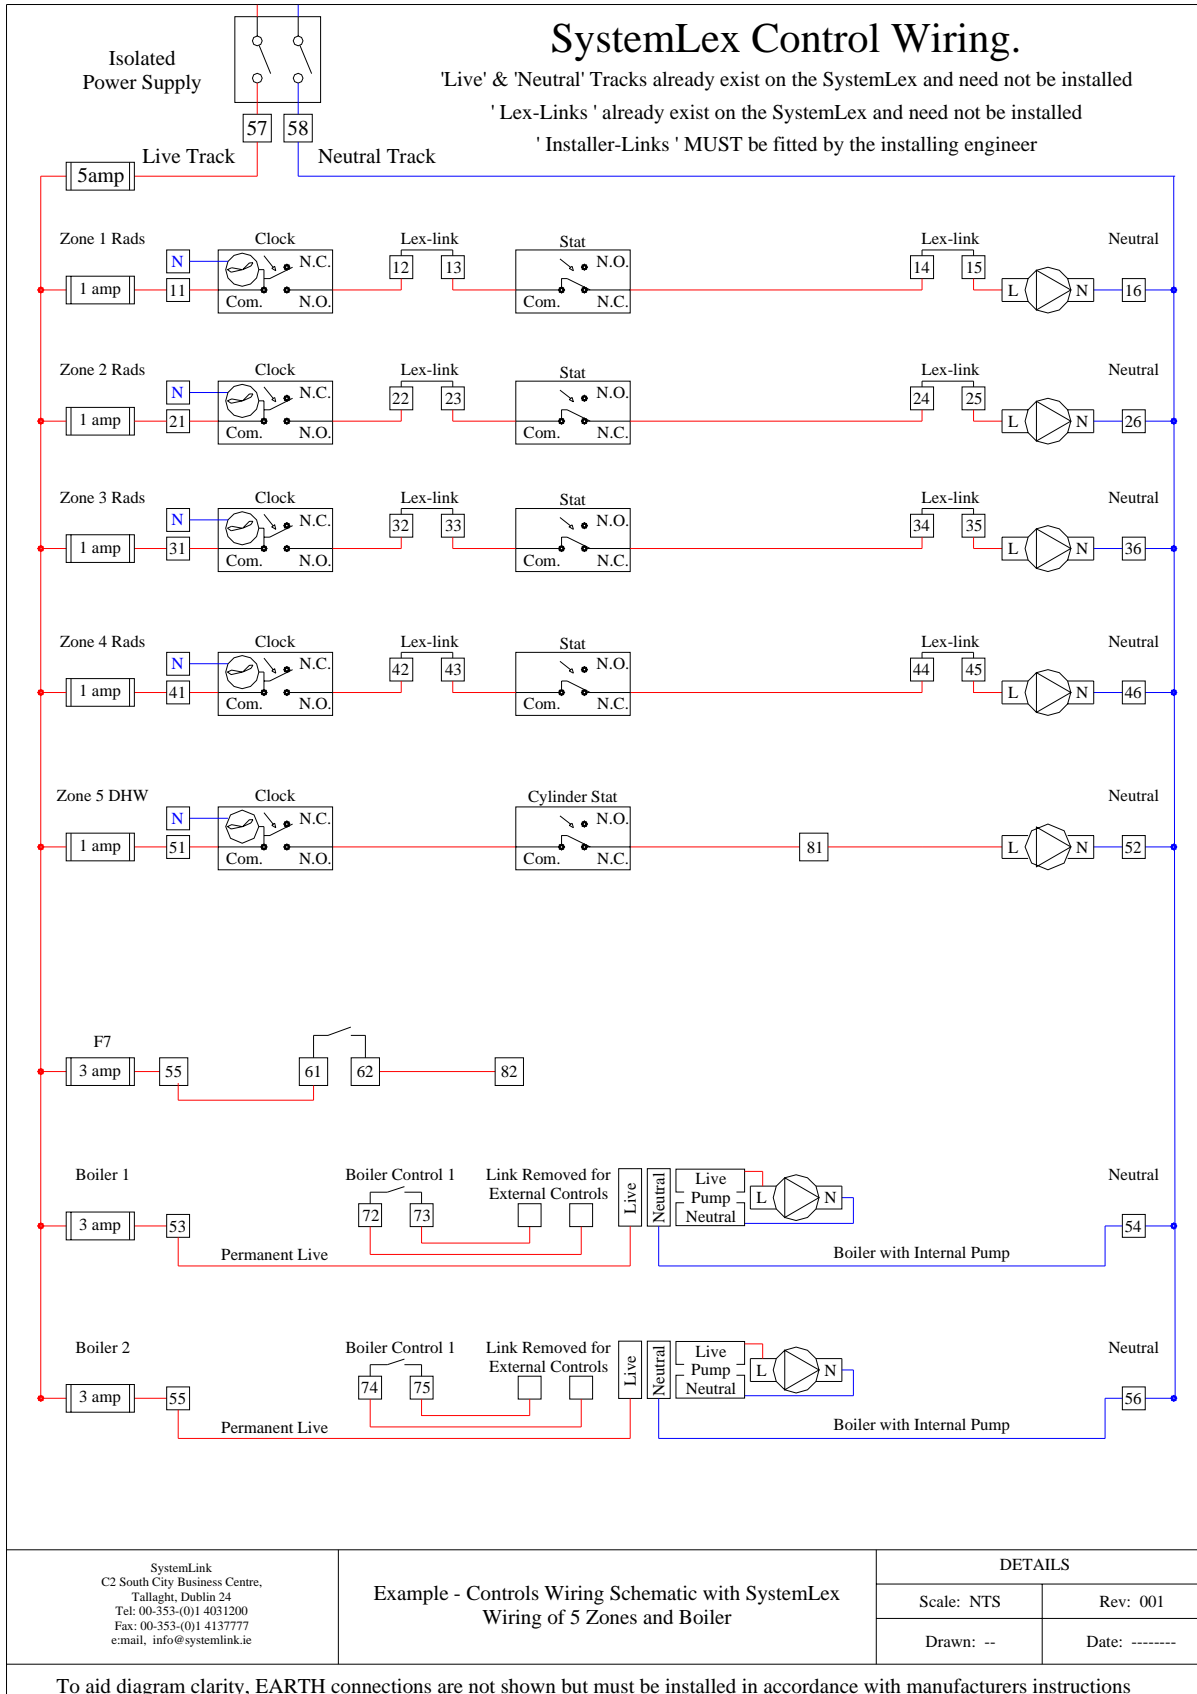 SystemLex Control Wiring.
'Live' & 'Neutral' Tracks already exist on the SystemLex and need not be installed
' Lex-Links ' already exist on the SystemLex and need not be installed
' Installer-Links ' MUST be fitted by the installing engineer
Isolated
Power Supply
57 58
Live Track Neutral Track
5amp
Zone 1 Rads Clock Lex-link Stat Lex-link Neutral
N N.C. 12 13 N.O. 14 15
1 amp 11 Com. N.O. Com. N.C. L N 16
Zone 2 Rads Clock Lex-link Stat Lex-link Neutral
N N.C. 22 23 N.O. 24 25
1 amp 21 Com. N.O. Com. N.C. L N 26
Zone 3 Rads Clock Lex-link Stat Lex-link Neutral
N N.C. 32 33 N.O. 34 35
1 amp 31 Com. N.O. Com. N.C. L N 36
Zone 4 Rads Clock Lex-link Stat Lex-link Neutral
N N.C. 42 43 N.O. 44 45
1 amp 41 Com. N.O. Com. N.C. L N 46
Zone 5 DHW Clock Cylinder Stat Neutral
N N.C. N.O.
1 amp 51 Com. N.O. Com. N.C. 81 L N 52
F7
3 amp 55 61 62 82
Boiler 1 Boiler Control 1 Link Removed for
External Controls
Live Neutral Live
Pump
Neutral
L N Neutral
3 amp 53 72 73 54
Permanent Live Boiler with Internal Pump
Boiler 2 Boiler Control 1 Link Removed for
External Controls
Live Neutral Live
Pump
Neutral
L N Neutral
3 amp 55 74 75 56
Permanent Live Boiler with Internal Pump
SystemLink
C2 South City Business Centre,
Tallaght, Dublin 24
Tel: 00-353-(0)1 4031200
Fax: 00-353-(0)1 4137777
e:mail, info@systemlink.ie
Example - Controls Wiring Schematic with SystemLex
Wiring of 5 Zones and Boiler
DETAILS
Scale: NTS Rev: 001
Drawn: -- Date: --------
To aid diagram clarity, EARTH connections are not shown but must be installed in accordance with manufacturers instructions